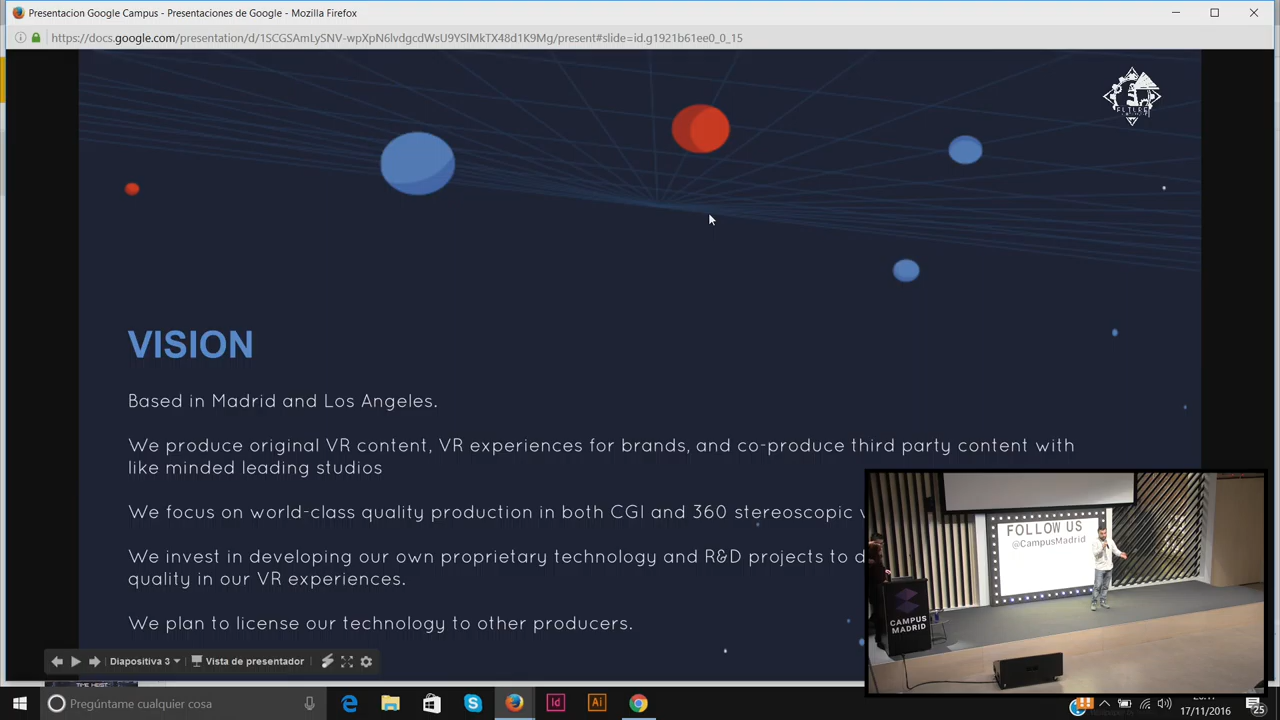 Presentacion Google Campus - Presentaciones de Google - Mozilla Firefox
https://docs.google.com/presentation/d/1SCGSAmLySNV-wpXpN6lvdgcdWsU9YSlMkTX48d1K9Mg/present#slide=id.g1921b61ee0_0_15
VISION
Based in Madrid and Los Angeles.
We produce original VR content, VR experiences for brands, and co-produce third party content with
like minded leading studios
We focus on world-class quality production in both CGI and 360 stereoscopic
We invest in developing our own proprietary technology and R&D projects to
quality in our VR experiences.
We plan to license our technology to other producers.
FOLLOW US
@CampusMadrid
CAMPUS
MADRID
Diapositiva 3
Vista de presentador
TIME HEIST
Pregúntame cualquier cosa
Id
Ai
17/11/2016
25